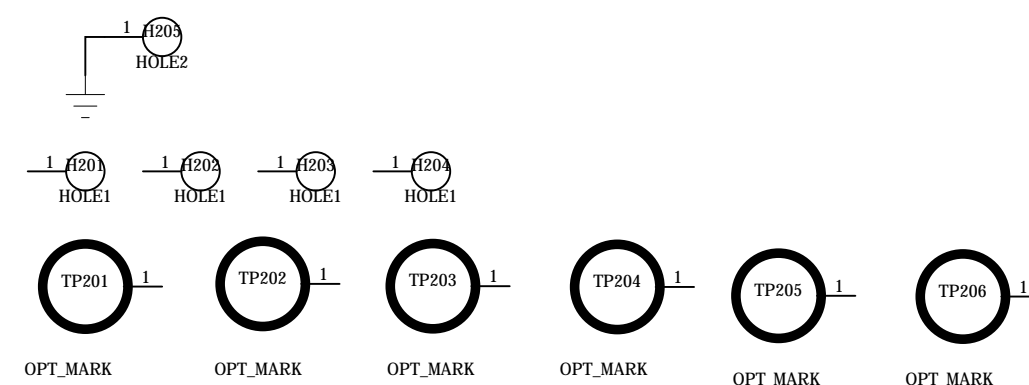 1 H205
HOLE2
1 H201 1 H202 1 H203 1 H204
HOLE1 HOLE1 HOLE1 HOLE1
TP201 1 TP202 1 TP203 1 TP204 1 TP205 1 TP206 1
OPT_MARK OPT_MARK OPT_MARK OPT_MARK OPT_MARK OPT_MARK